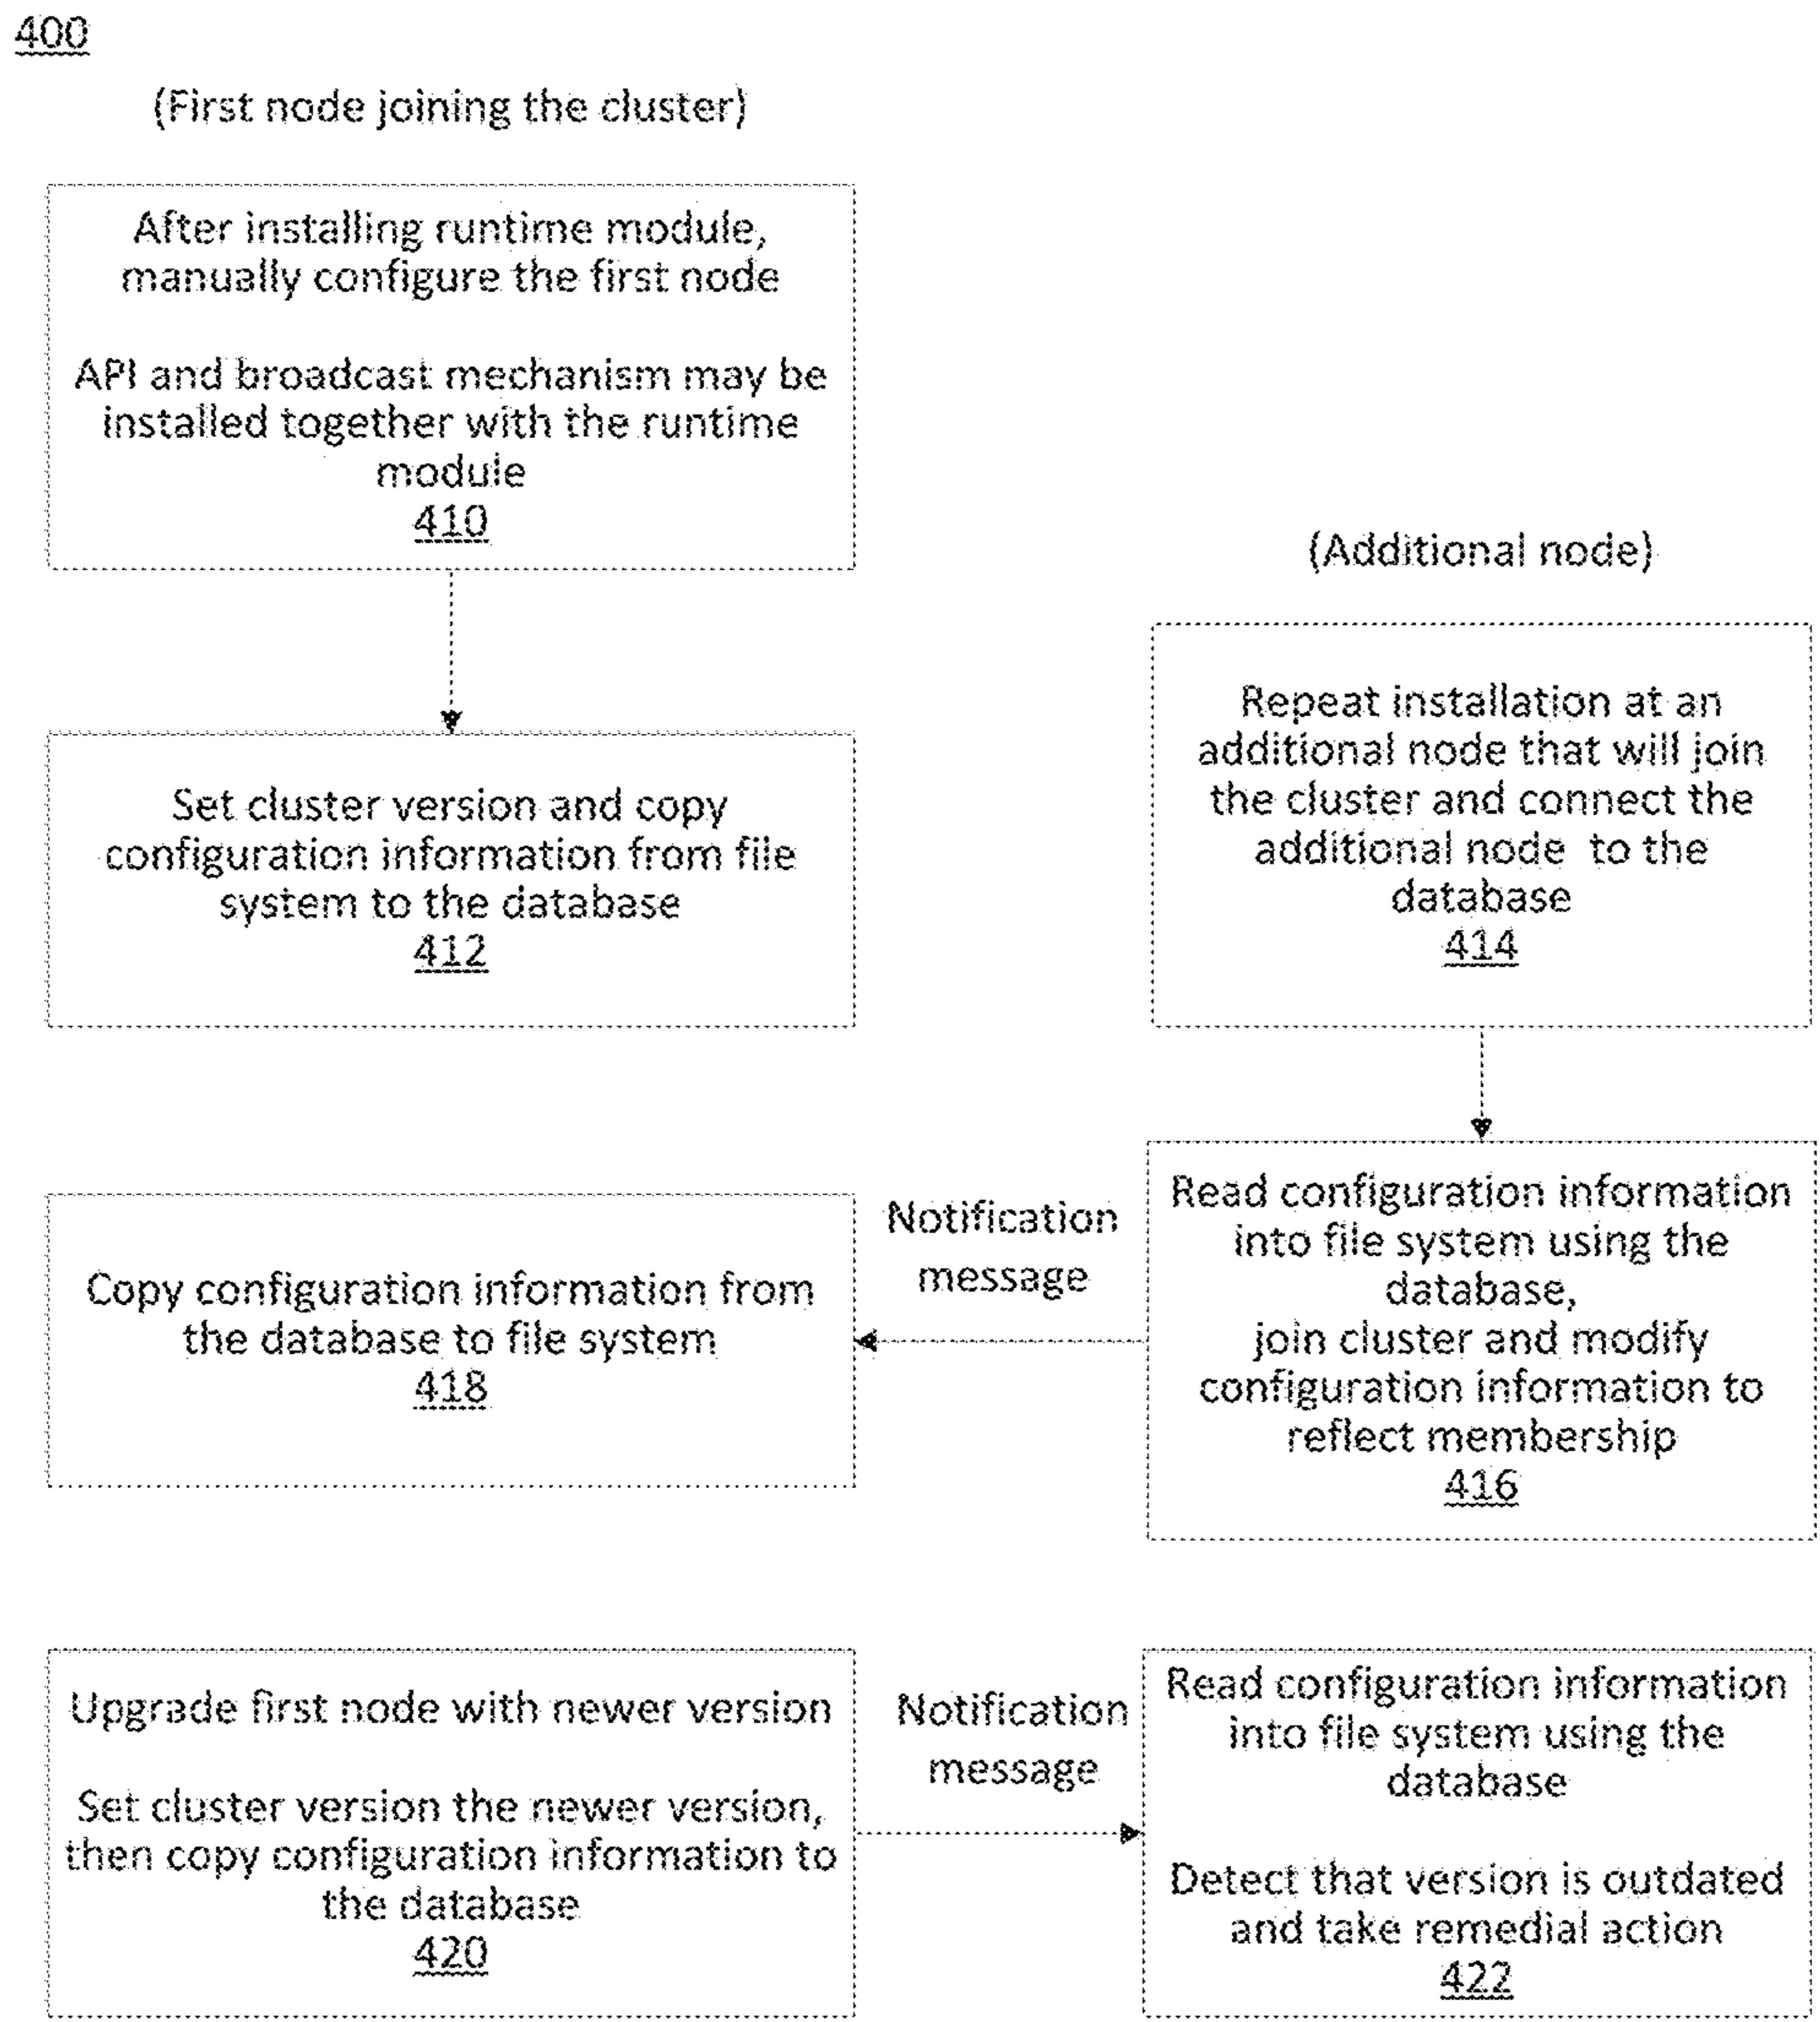 400
(First node joining the cluster)
After installing runtime module,
manually configure the first node
API and broadcast mechanism may be
installed together with the runtime
module
410
(Additional node)
Set cluster version and copy
configuration information from file
system to the database
412
Repeat installation at an
additional node that will join
the cluster and connect the
additional node to the
database
414
Copy configuration information from
the database to file system
418
Notification
message
Read configuration information
into file system using the
database,
join cluster and modify
configuration information to
reflect membership
416
Upgrade first node with newer version
Set cluster version the newer version,
then copy configuration information to
the database
420
Notification
message
Read configuration information
into file system using the
database
Detect that version is outdated
and take remedial action
422